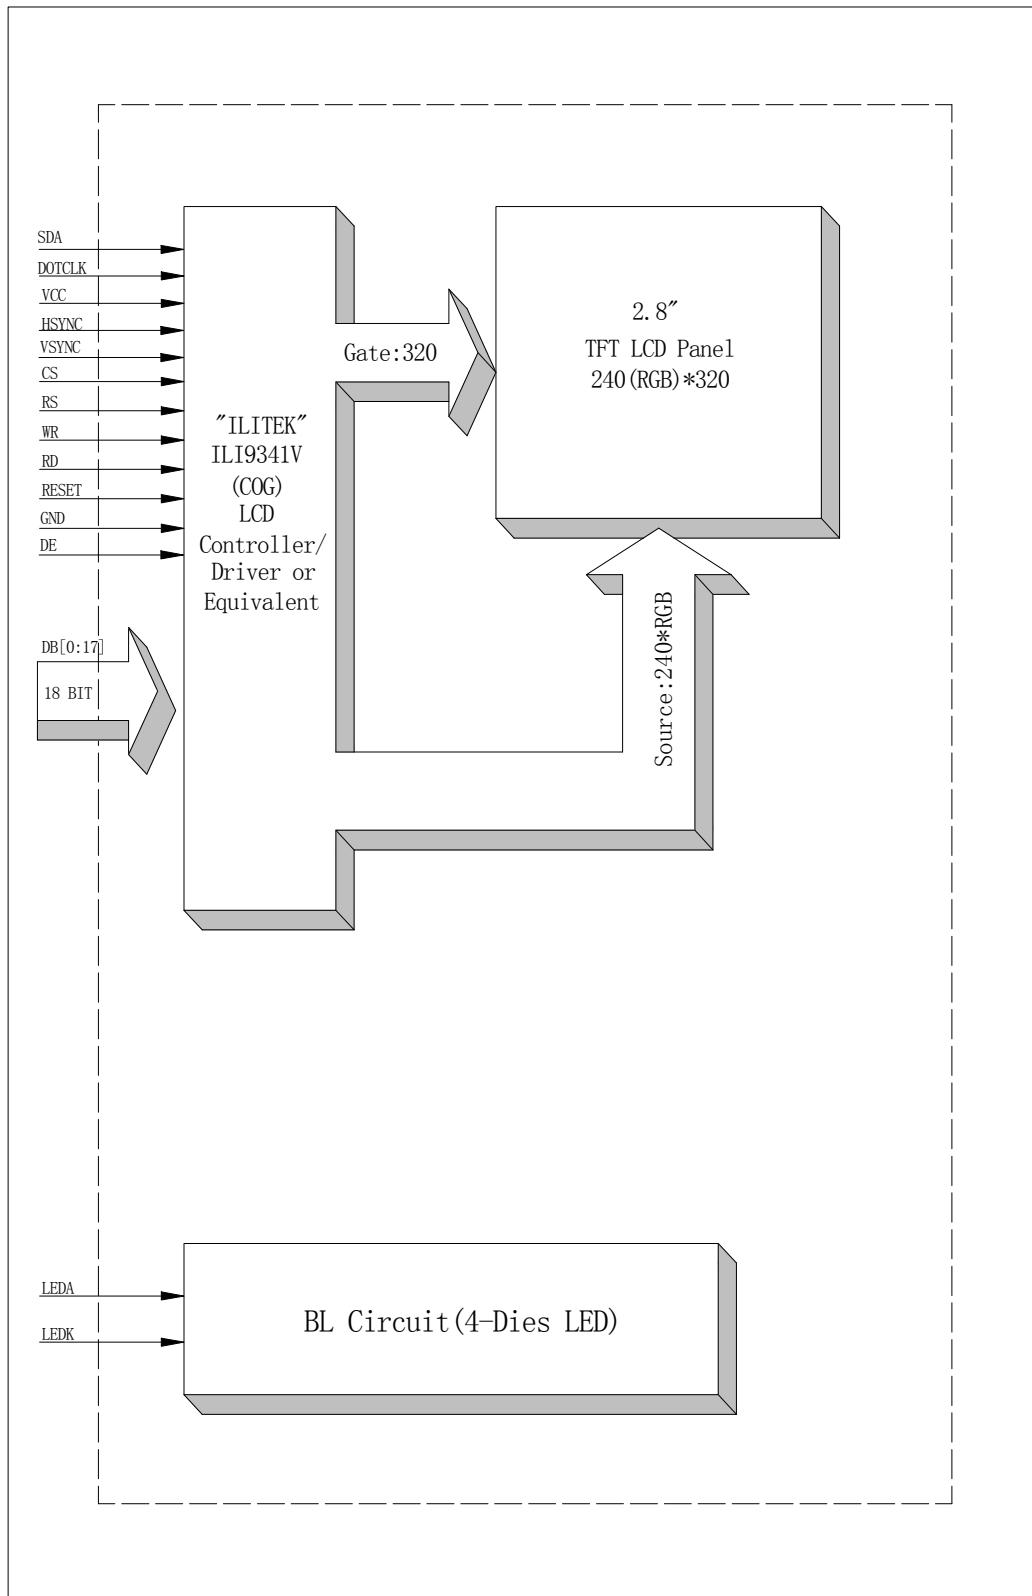 SDA
DOTCLK
VCC
HSYNC
VSYNC
CS
RS
WR
RD
RESET
GND
DE
DB[0:17]
18 BIT
"ILITEK"
ILI9341V
(COG)
LCD
Controller/
Driver or
Equivalent
Gate:320
2.8"
TFT LCD Panel
240(RGB)*320
Source:240*RGB
LEDA
LEDK
BL Circuit(4-Dies LED)